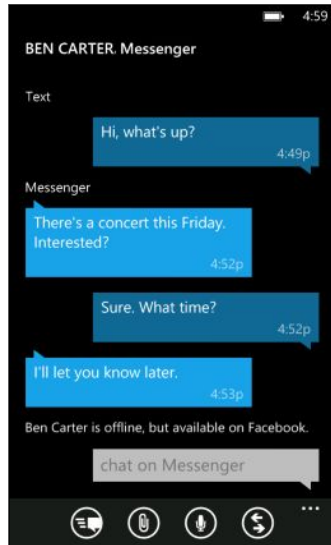 4:59
BEN CARTER, Messenger
Text
Hi, what's up?
4:49p
Messenger
There's a concert this Friday.
Interested?
4:52p
Sure. What time?
4:52p
I'll let you know later.
4:53p
Ben Carter is offline, but available on Facebook.
chat on Messenger
...